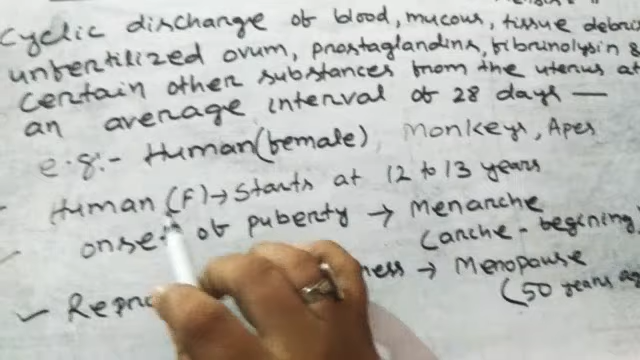 cyclic discharge of blood, mucous, tissue debris
unfertilized ovum, prostaglandins, fibrinolysin &
certain other substances from the uterus at
an average interval of 28 days —
e.g:- Human(female), Monkeys, Apes
Human (F)→ starts at 12 to 13 years
onset of puberty → Menarche
(arche - begining)
→ Menopause
(50 years